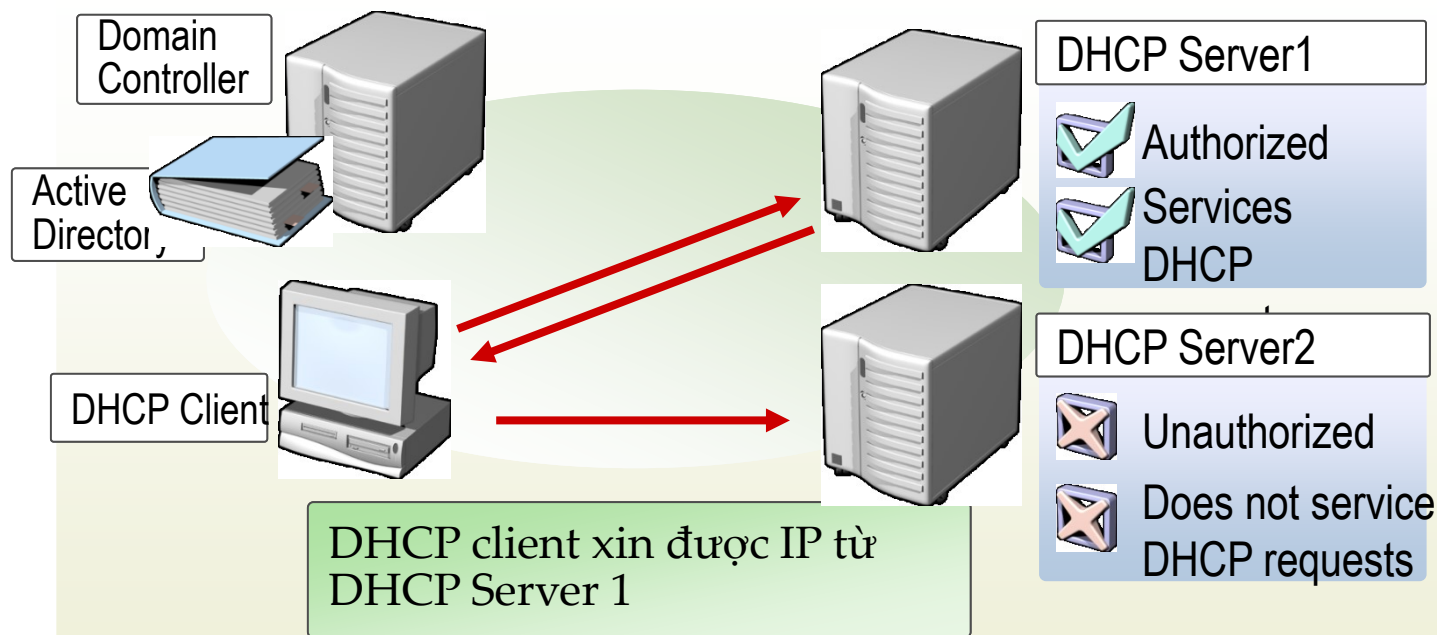 Domain
Controller
Active
Directory
DHCP Client
DHCP Server1
Authorized
Services
DHCP
DHCP Server2
Unauthorized
Does not service
DHCP requests
DHCP client xin được IP từ
DHCP Server 1